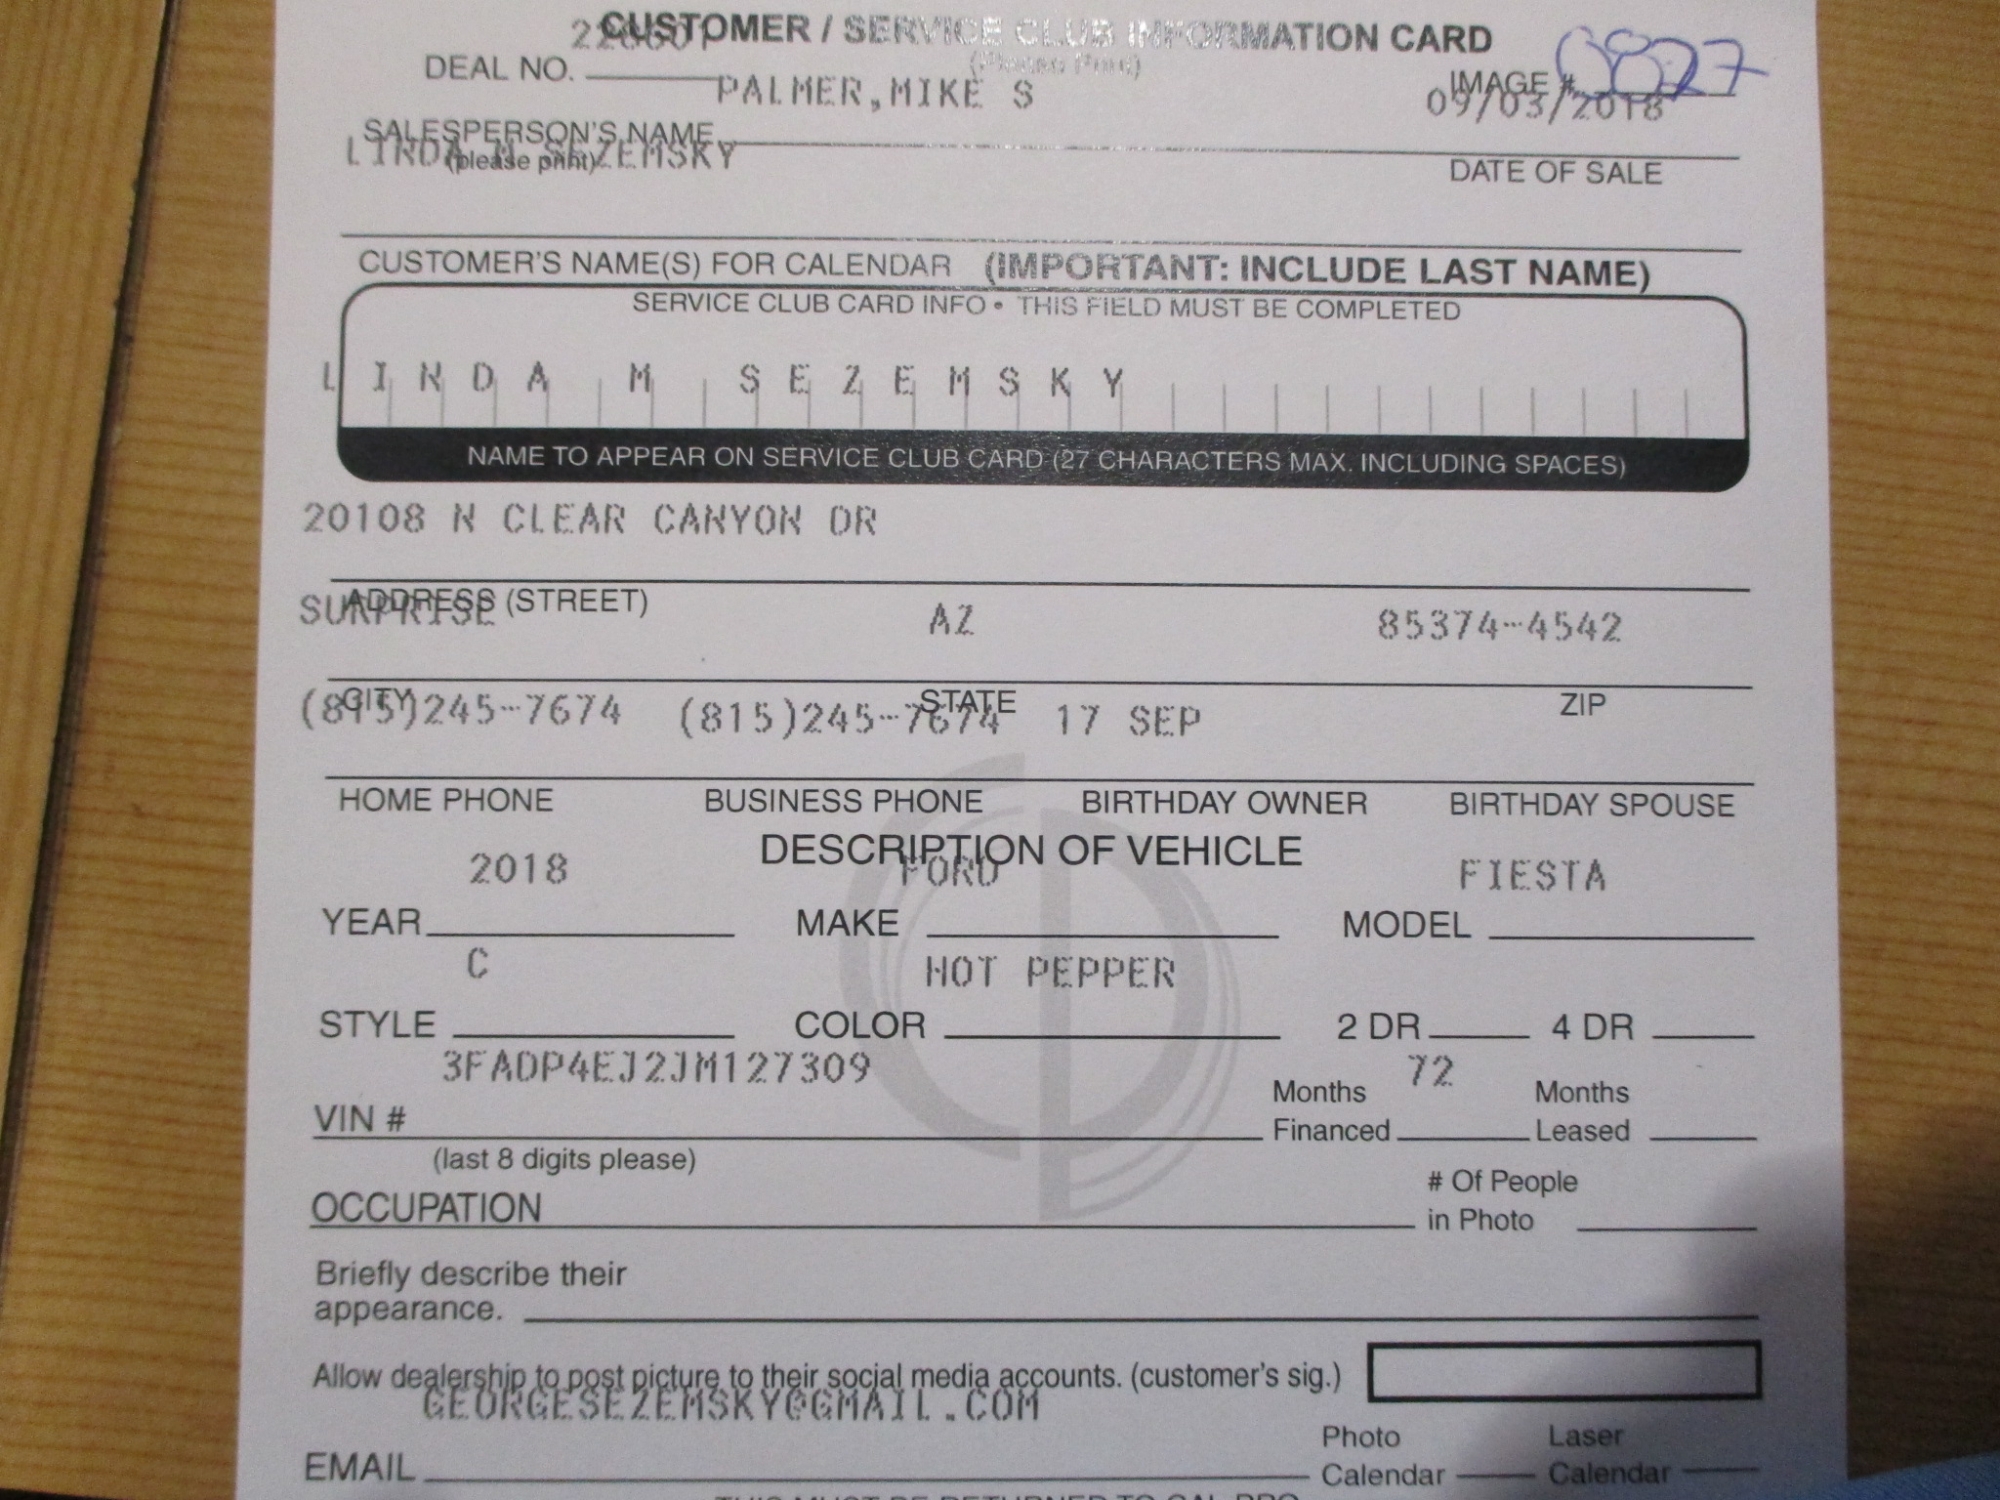 CUSTOMER / SERVICE CLUB INFORMATION CARD
(Please Print)
DEAL NO.
PALMER,MIKE S
IMAGE # 0827
09/03/2018
SALESPERSON'S NAME
(please print)
LINDA M SEZEMSKY
DATE OF SALE
CUSTOMER'S NAME(S) FOR CALENDAR (IMPORTANT: INCLUDE LAST NAME)
SERVICE CLUB CARD INFO • THIS FIELD MUST BE COMPLETED
LINDA M SEZEMSKY
NAME TO APPEAR ON SERVICE CLUB CARD (27 CHARACTERS MAX. INCLUDING SPACES)
20108 N CLEAR CANYON DR
ADDRESS (STREET)
SURPRISE AZ 85374-4542
CITY STATE ZIP
(815)245-7674 (815)245-7674 17 SEP
HOME PHONE BUSINESS PHONE BIRTHDAY OWNER BIRTHDAY SPOUSE
DESCRIPTION OF VEHICLE
2018 FORD FIESTA
YEAR MAKE MODEL
C HOT PEPPER
STYLE COLOR 2 DR 4 DR
3FADP4EJ2JM127309 72
VIN # Months Financed Months Leased
(last 8 digits please)
OCCUPATION # Of People in Photo
Briefly describe their
appearance.
Allow dealership to post picture to their social media accounts. (customer's sig.)
GEORGESEZEMSKY@GMAIL.COM
EMAIL Photo Calendar Laser Calendar